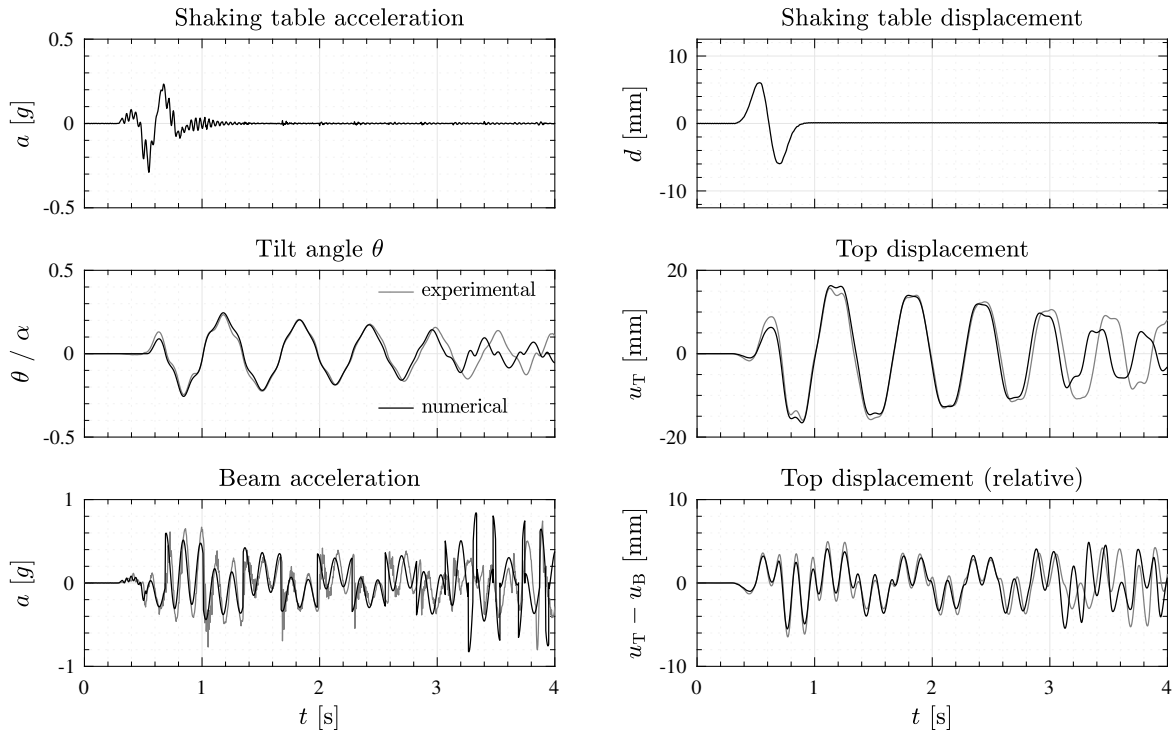 Shaking table acceleration
0.5
0
-0.5
a [g]
Shaking table displacement
10
0
-10
d [mm]
Tilt angle θ
0.5
0
-0.5
θ / α
experimental
numerical
Top displacement
20
0
-20
u_T [mm]
Beam acceleration
1
0
-1
a [g]
0 1 2 3 4
t [s]
Top displacement (relative)
10
0
-10
u_T − u_B [mm]
0 1 2 3 4
t [s]